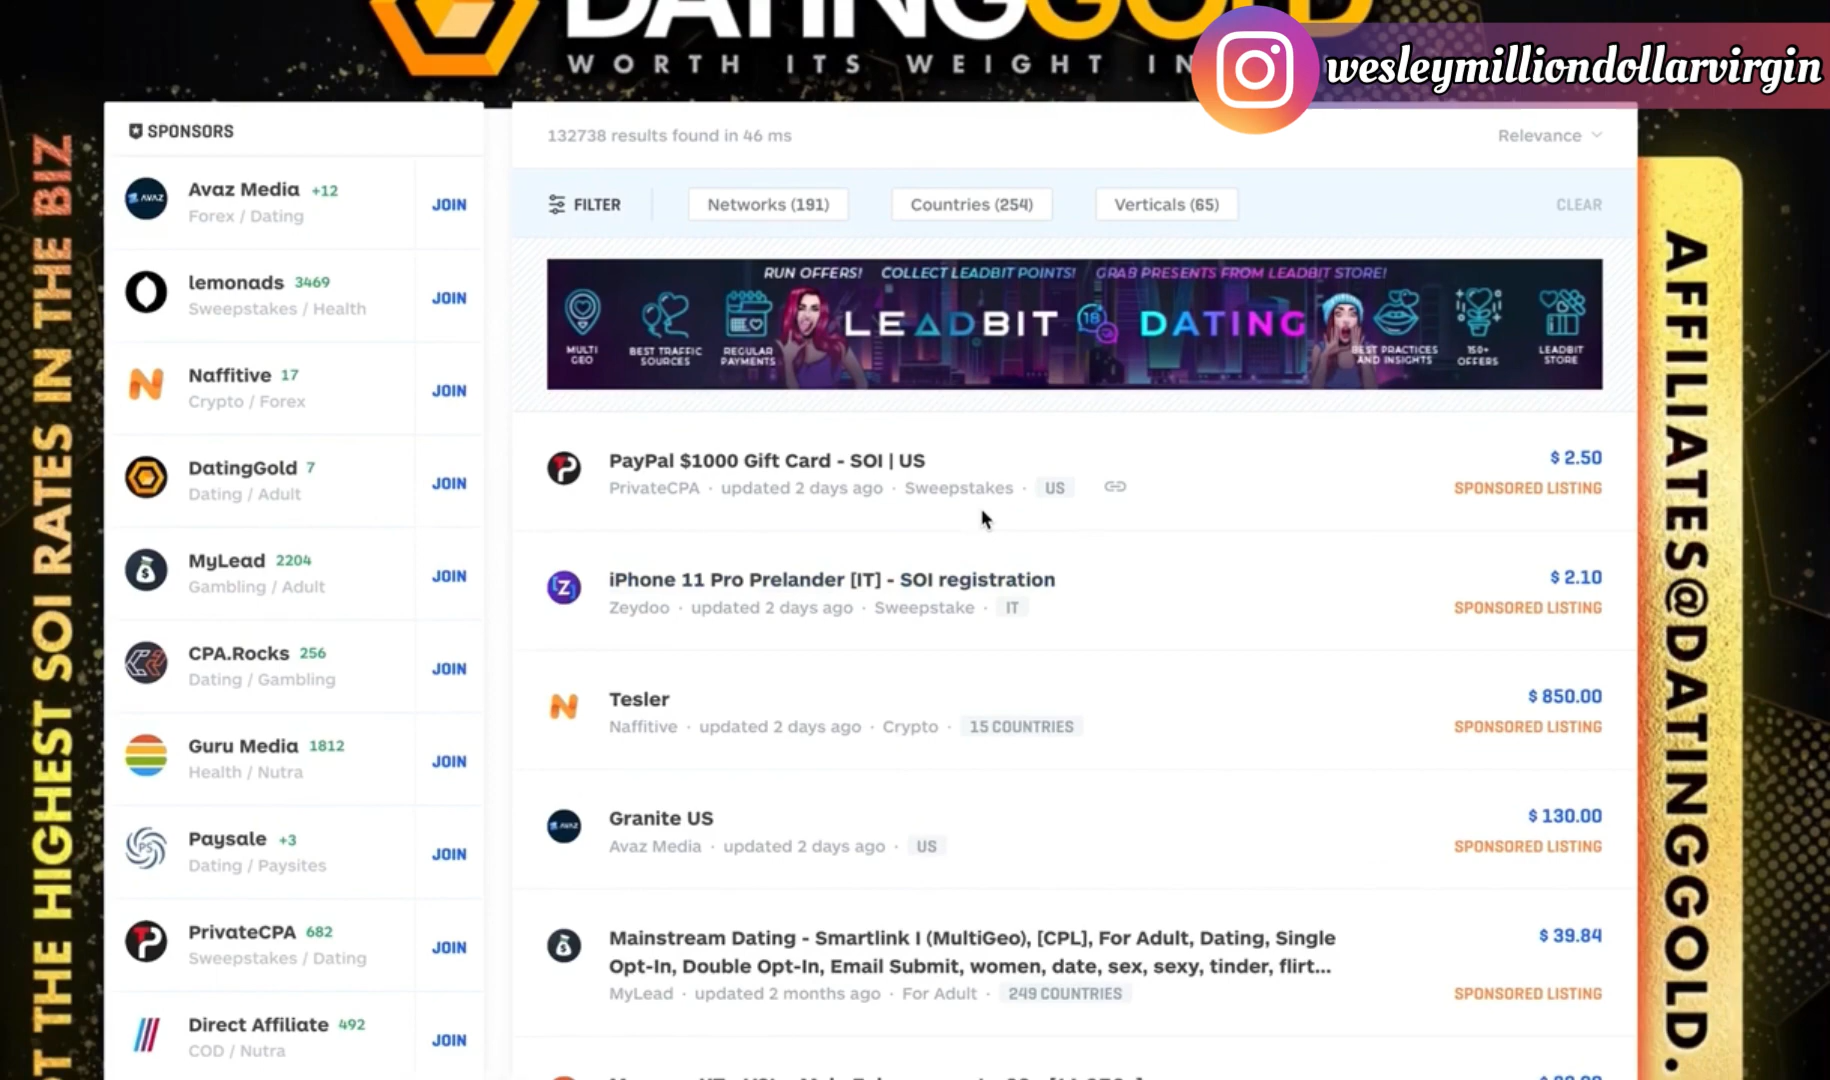 DATINGGOLD
WORTH ITS WEIGHT IN
wesleymilliondollarvirgin
THE HIGHEST SOI RATES IN THE BIZ
SPONSORS
Avaz Media +12
Forex / Dating
JOIN
lemonads 3469
Sweepstakes / Health
JOIN
Naffitive 17
Crypto / Forex
JOIN
DatingGold 7
Dating / Adult
JOIN
MyLead 2204
Gambling / Adult
JOIN
CPA.Rocks 256
Dating / Gambling
JOIN
Guru Media 1812
Health / Nutra
JOIN
Paysale +3
Dating / Paysites
JOIN
PrivateCPA 682
Sweepstakes / Dating
JOIN
Direct Affiliate 492
COD / Nutra
JOIN
132738 results found in 46 ms
Relevance
FILTER
Networks (191)
Countries (254)
Verticals (65)
CLEAR
RUN OFFERS! COLLECT LEADBIT POINTS! GRAB PRESENTS FROM LEADBIT STORE!
MULTI
GEO
BEST TRAFFIC
SOURCES
REGULAR
PAYMENTS
LEADBIT 18 DATING
BEST PRACTICES
AND INSIGHTS
150+
OFFERS
LEADBIT
STORE
PayPal $1000 Gift Card - SOI | US
$ 2.50
PrivateCPA · updated 2 days ago · Sweepstakes · US
SPONSORED LISTING
iPhone 11 Pro Prelander [IT] - SOI registration
$ 2.10
Zeydoo · updated 2 days ago · Sweepstake · IT
SPONSORED LISTING
Tesler
$ 850.00
Naffitive · updated 2 days ago · Crypto · 15 COUNTRIES
SPONSORED LISTING
Granite US
$ 130.00
Avaz Media · updated 2 days ago · US
SPONSORED LISTING
Mainstream Dating - Smartlink I (MultiGeo), [CPL], For Adult, Dating, Single
$ 39.84
Opt-In, Double Opt-In, Email Submit, women, date, sex, sexy, tinder, flirt...
MyLead · updated 2 months ago · For Adult · 249 COUNTRIES
SPONSORED LISTING
AFFILIATES@DATINGGOLD.